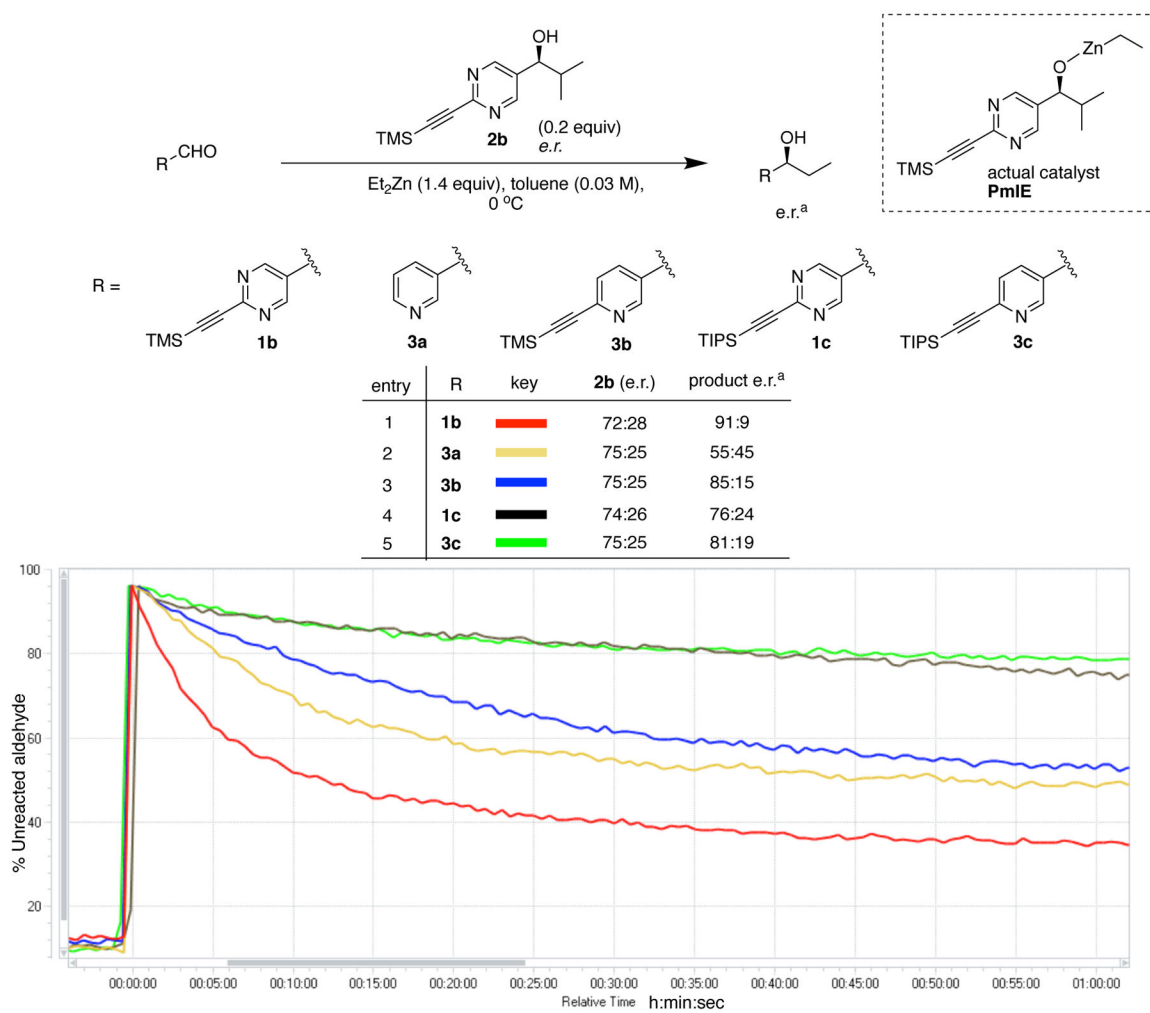 OH
N
N
TMS
2b
(0.2 equiv)
e.r.
R
CHO
Et2Zn (1.4 equiv), toluene (0.03 M),
0 ºC
OH
R
e.r.ª
Zn
O
N
N
TMS
actual catalyst
PmIE
R =
N
N
TMS
1b
N
3a
N
TMS
3b
N
N
TIPS
1c
N
TIPS
3c
entry R key 2b (e.r.) product e.r.ª
1 1b 72:28 91:9
2 3a 75:25 55:45
3 3b 75:25 85:15
4 1c 74:26 76:24
5 3c 75:25 81:19
100
80
60
40
20
% Unreacted aldehyde
00:00:00 00:05:00 00:10:00 00:15:00 00:20:00 00:25:00 00:30:00 00:35:00 00:40:00 00:45:00 00:50:00 00:55:00 01:00:00
Relative Time h:min:sec